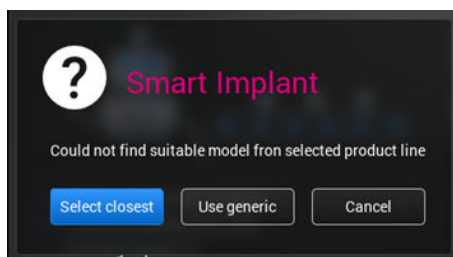 ?
Smart Implant
Could not find suitable model fron selected product line
Select closest
Use generic
Cancel